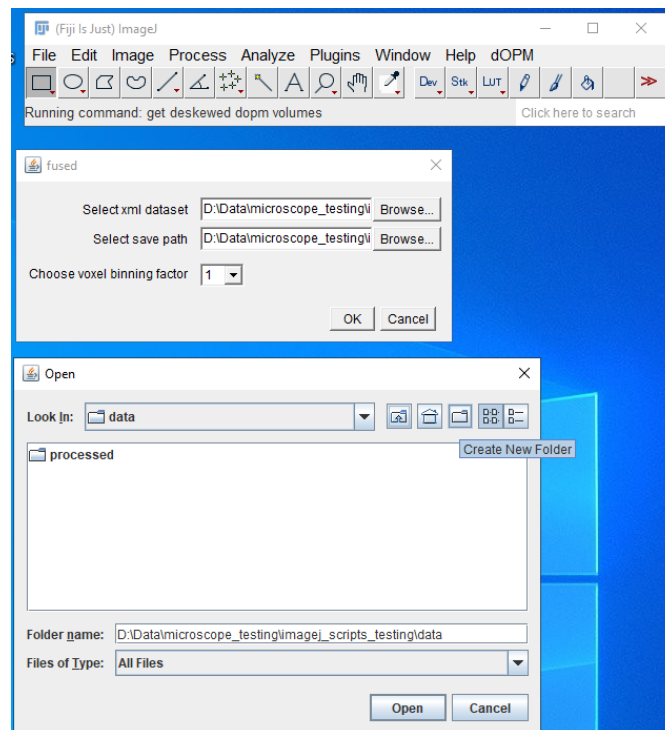 (Fiji Is Just) ImageJ
File Edit Image Process Analyze Plugins Window Help dOPM
A Dev Stk LUT >>
Running command: get deskewed dopm volumes Click here to search
fused
Select xml dataset D:\Data\microscope_testing\i Browse...
Select save path D:\Data\microscope_testing\i Browse...
Choose voxel binning factor 1
OK Cancel
Open
Look In: data
processed
Create New Folder
Folder name: D:\Data\microscope_testing\imagej_scripts_testing\data
Files of Type: All Files
Open Cancel